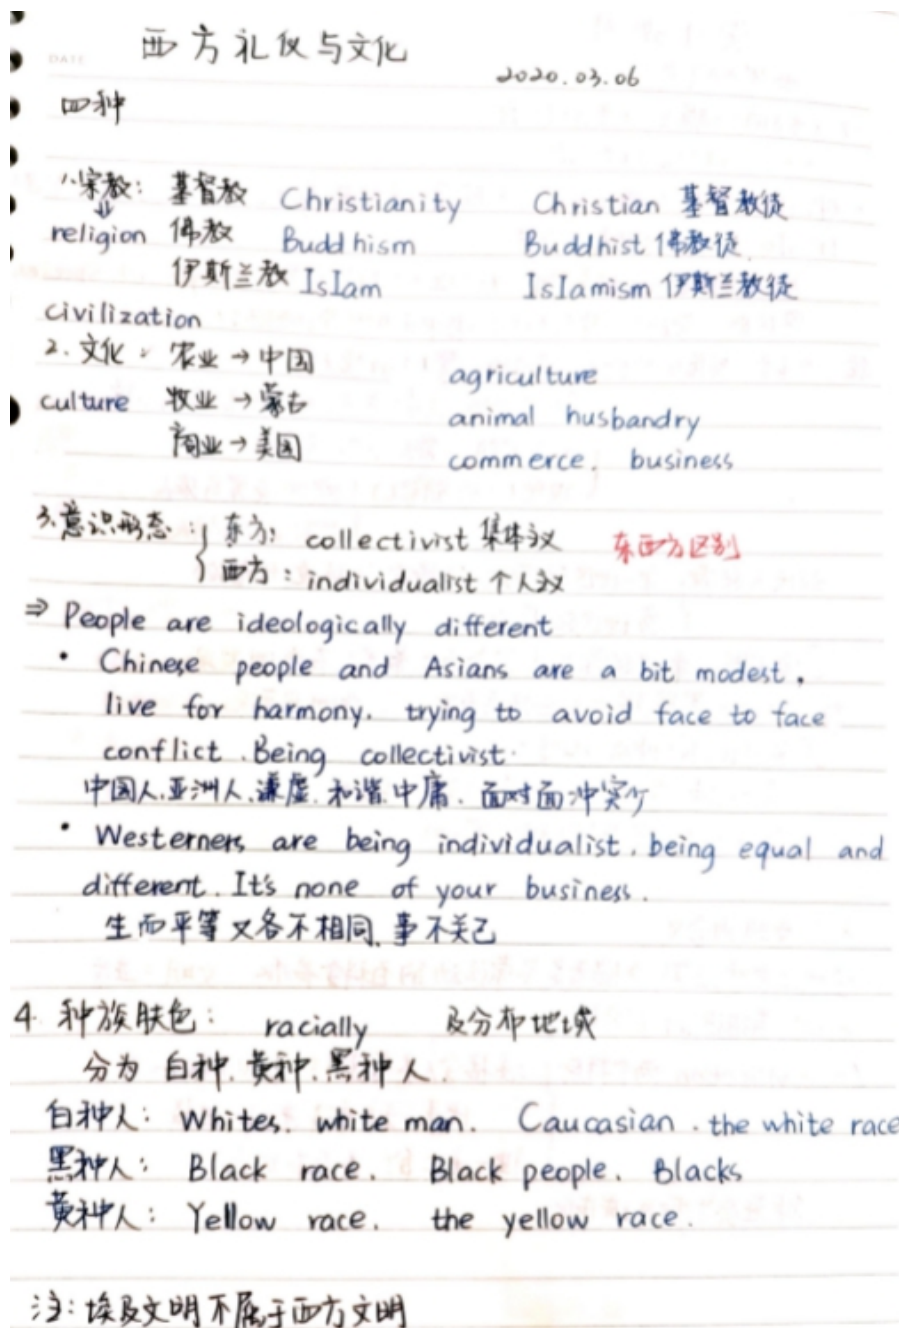 DATE
西方礼仪与文化
2020.03.06
四种
1.宗教: 基督教 Christianity Christian 基督教徒
⇓
religion 佛教 Buddhism Buddhist 佛教徒
伊斯兰教 Islam Islamism 伊斯兰教徒
civilization
2.文化: 农业→中国 agriculture
culture 牧业→蒙古 animal husbandry
商业→美国 commerce, business
3.意识形态: { 东方: collectivist 集体主义 东西方区别
西方: individualist 个人主义
⇒ People are ideologically different
• Chinese people and Asians are a bit modest,
live for harmony. trying to avoid face to face
conflict. Being collectivist.
中国人.亚洲人.谦虚.和谐.中庸. 面对面冲突少
• Westerners are being individualist. being equal and
different. It's none of your business.
生而平等又各不相同. 事不关己
4. 种族肤色: racially 及分布地域
分为 白种.黄种.黑种人.
白种人: Whites. white man. Caucasian. the white race
黑种人: Black race. Black people. Blacks
黄种人: Yellow race. the yellow race.
注:埃及文明不属于西方文明